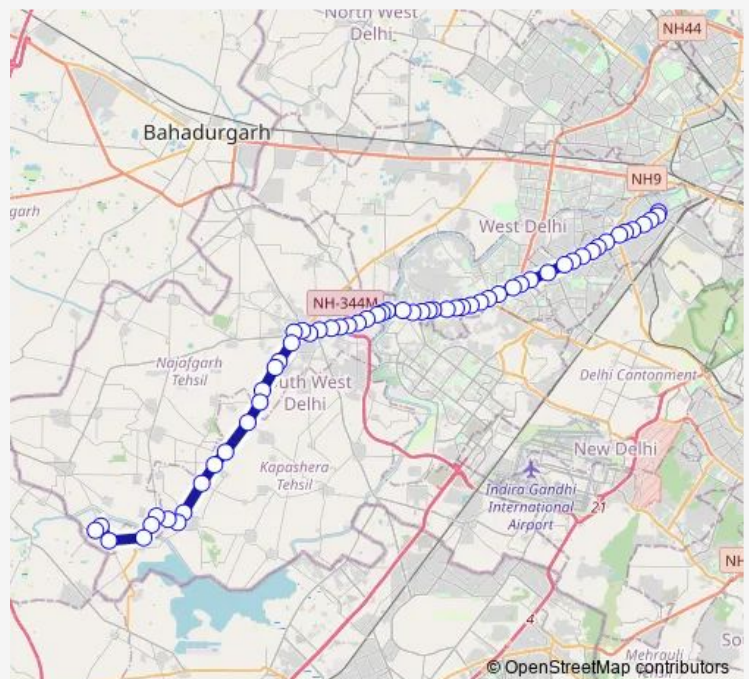 North West
Delhi
NH44
Bahadurgarh
NH9
garh
West Delhi
NH-344M
Najafgarh
Tehsil
uth West
Delhi
Delhi Cantonment
New Delhi
Kapashera
Tehsil
Indira Gandhi
International
Airport
21
NH
4
Mehrauli
Tehsil
So
© OpenStreetMap contributors